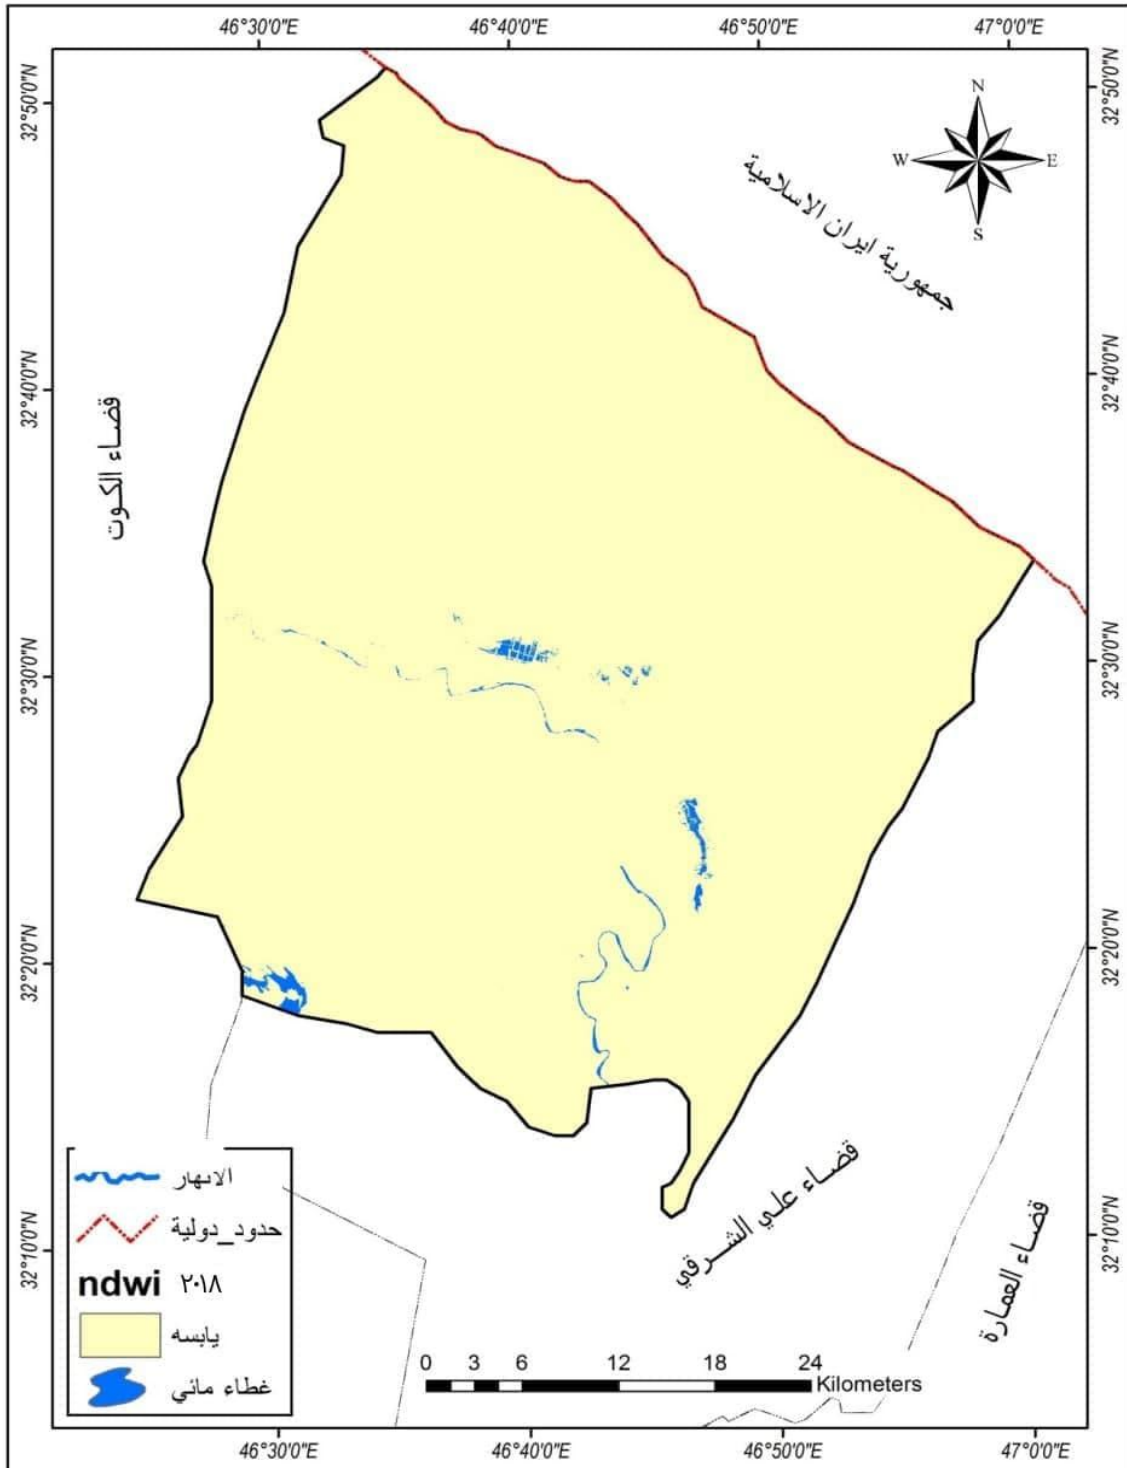 46°30'0"E 46°40'0"E 46°50'0"E 47°0'0"E
32°50'0"N
32°40'0"N
32°30'0"N
32°20'0"N
32°10'0"N
32°50'0"N
32°40'0"N
32°30'0"N
32°20'0"N
32°10'0"N
N
W E
S
جمهورية ايران الاسلامية
قضاء الكوت
قضاء علي الشرقي
قضاء العمارة
الانهار
حدود_دولية
ndwi ٢٠١٨
يابسه
غطاء مائي
0 3 6 12 18 24
Kilometers
46°30'0"E 46°40'0"E 46°50'0"E 47°0'0"E